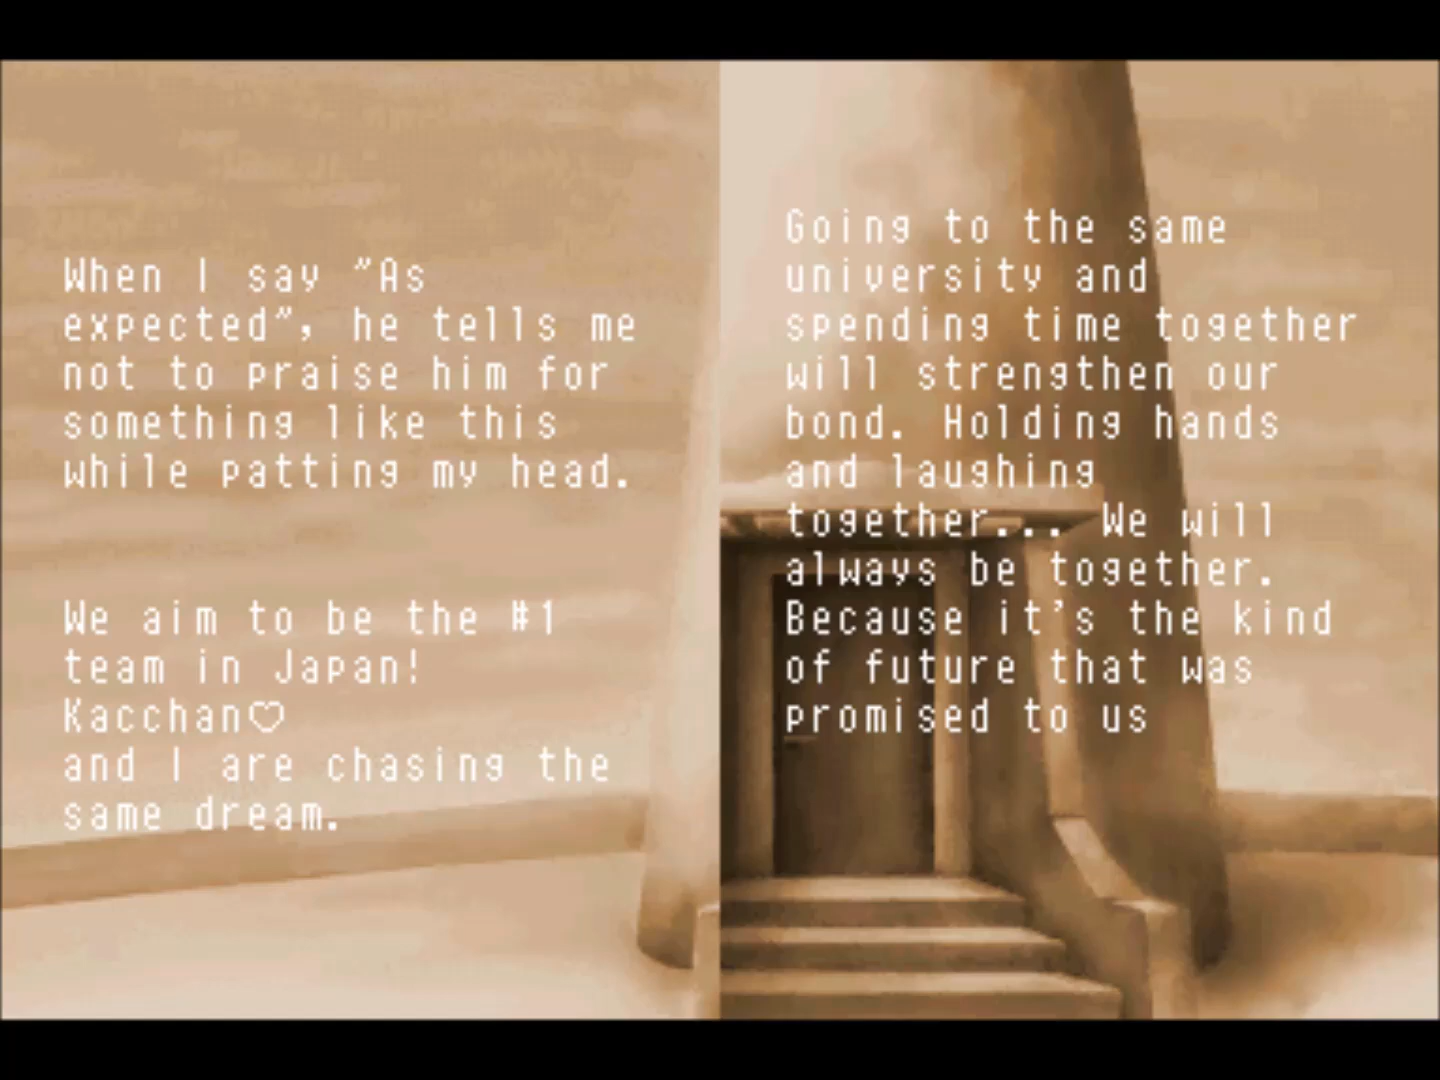 When I say "As
expected", he tells me
not to praise him for
something like this
while patting my head.
We aim to be the #1
team in Japan!
Kacchan♡
and I are chasing the
same dream.
Going to the same
university and
spending time together
will strengthen our
bond. Holding hands
and laughing
together... We will
always be together.
Because it's the kind
of future that was
promised to us